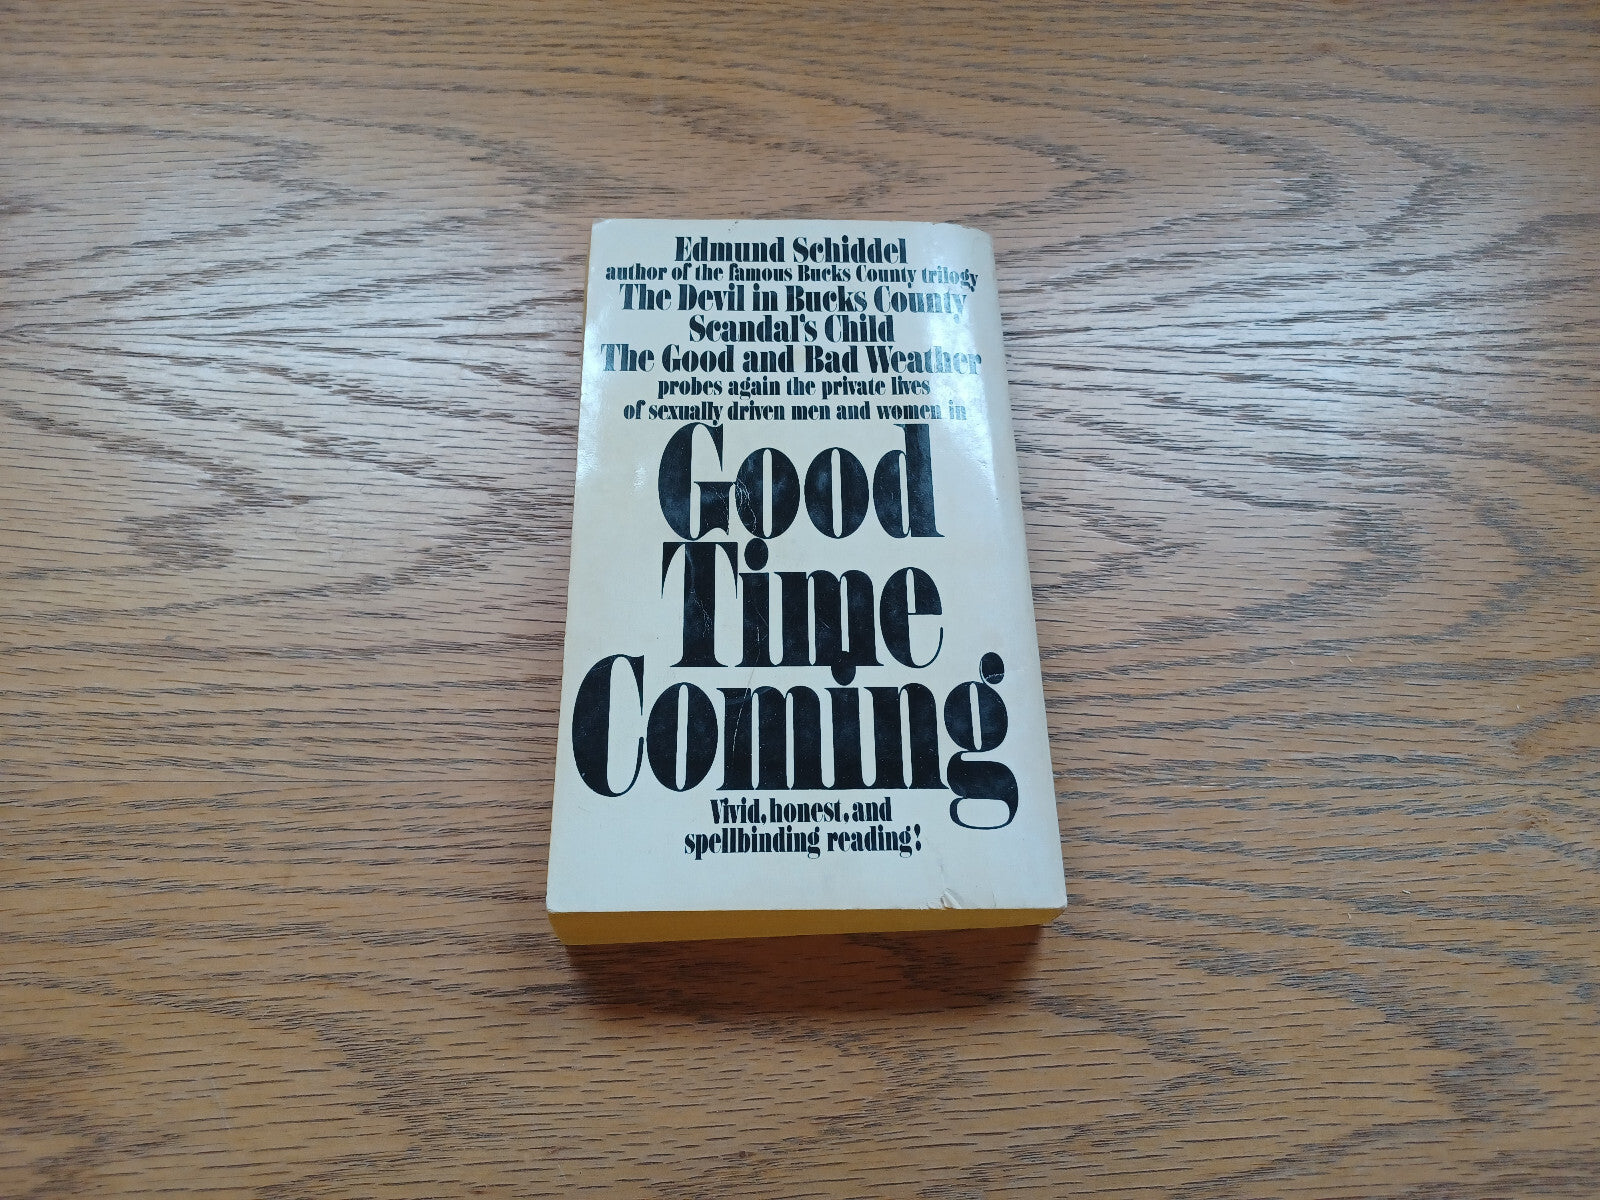 Edmund Schiddel
author of the famous Bucks County trilogy
The Devil in Bucks County
Scandal's Child
The Good and Bad Weather
probes again the private lives
of sexually driven men and women in
Good
Time
Coming
Vivid, honest, and
spellbinding reading!